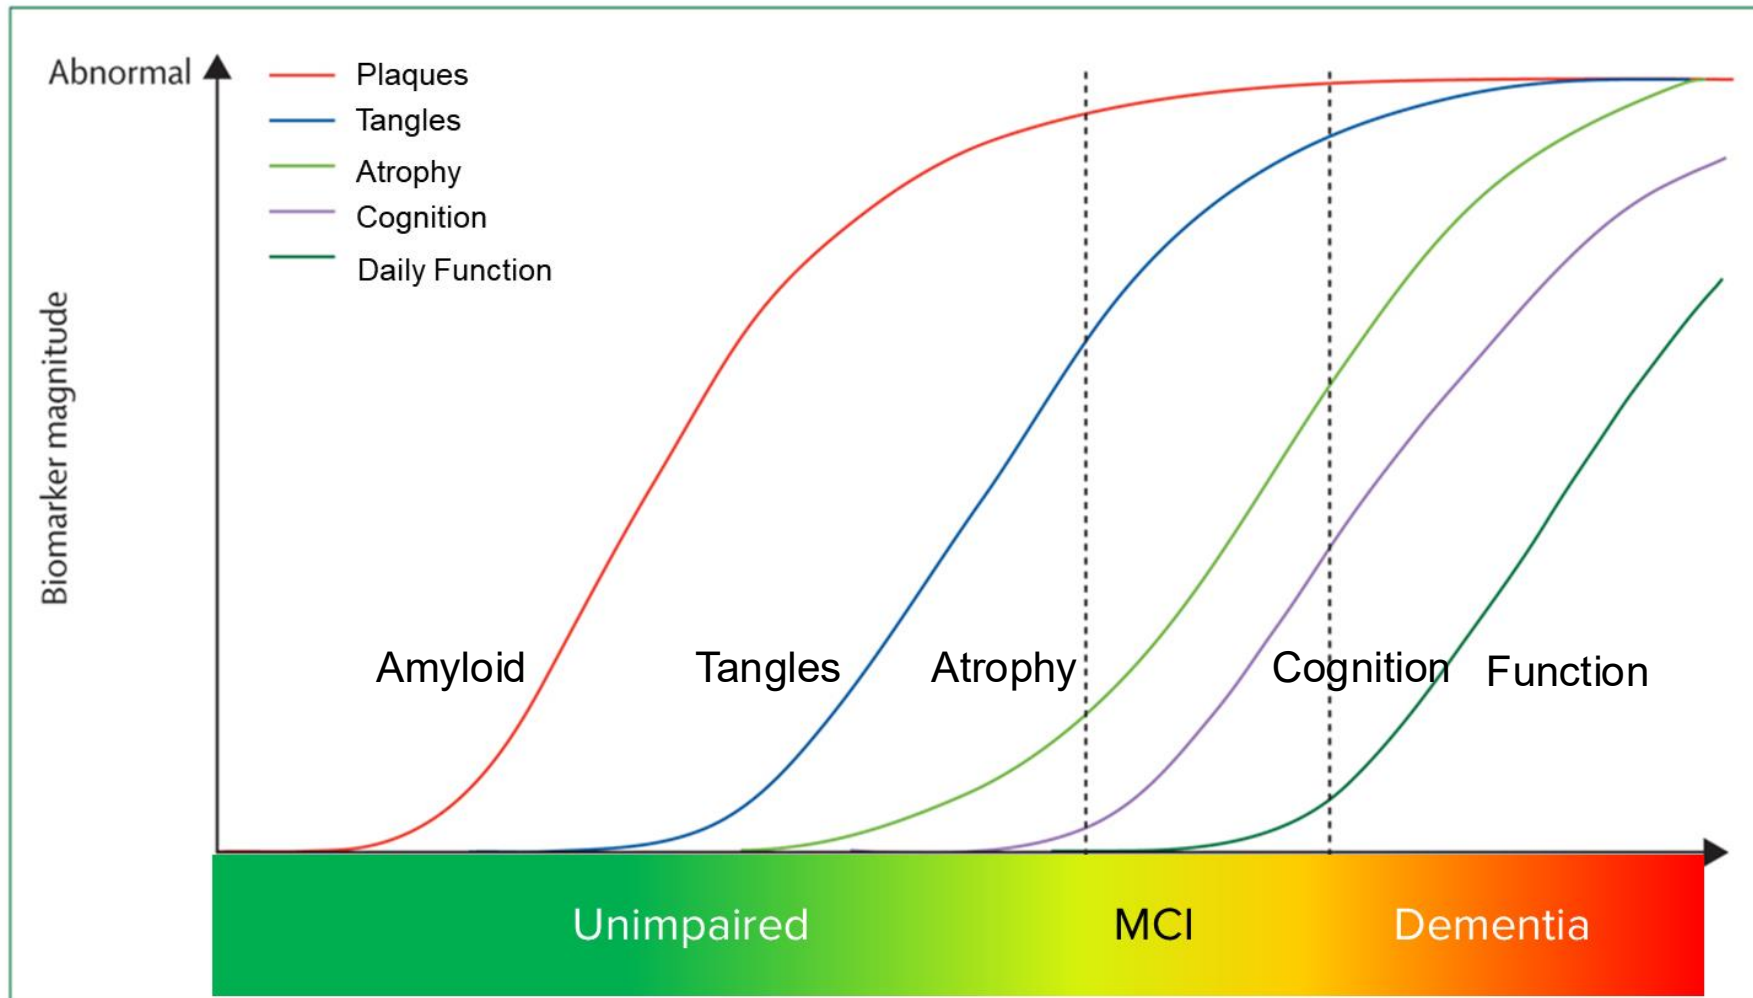 Abnormal
Plaques
Tangles
Atrophy
Cognition
Daily Function
Biomarker magnitude
Amyloid
Tangles
Atrophy
Cognition
Function
Unimpaired
MCI
Dementia